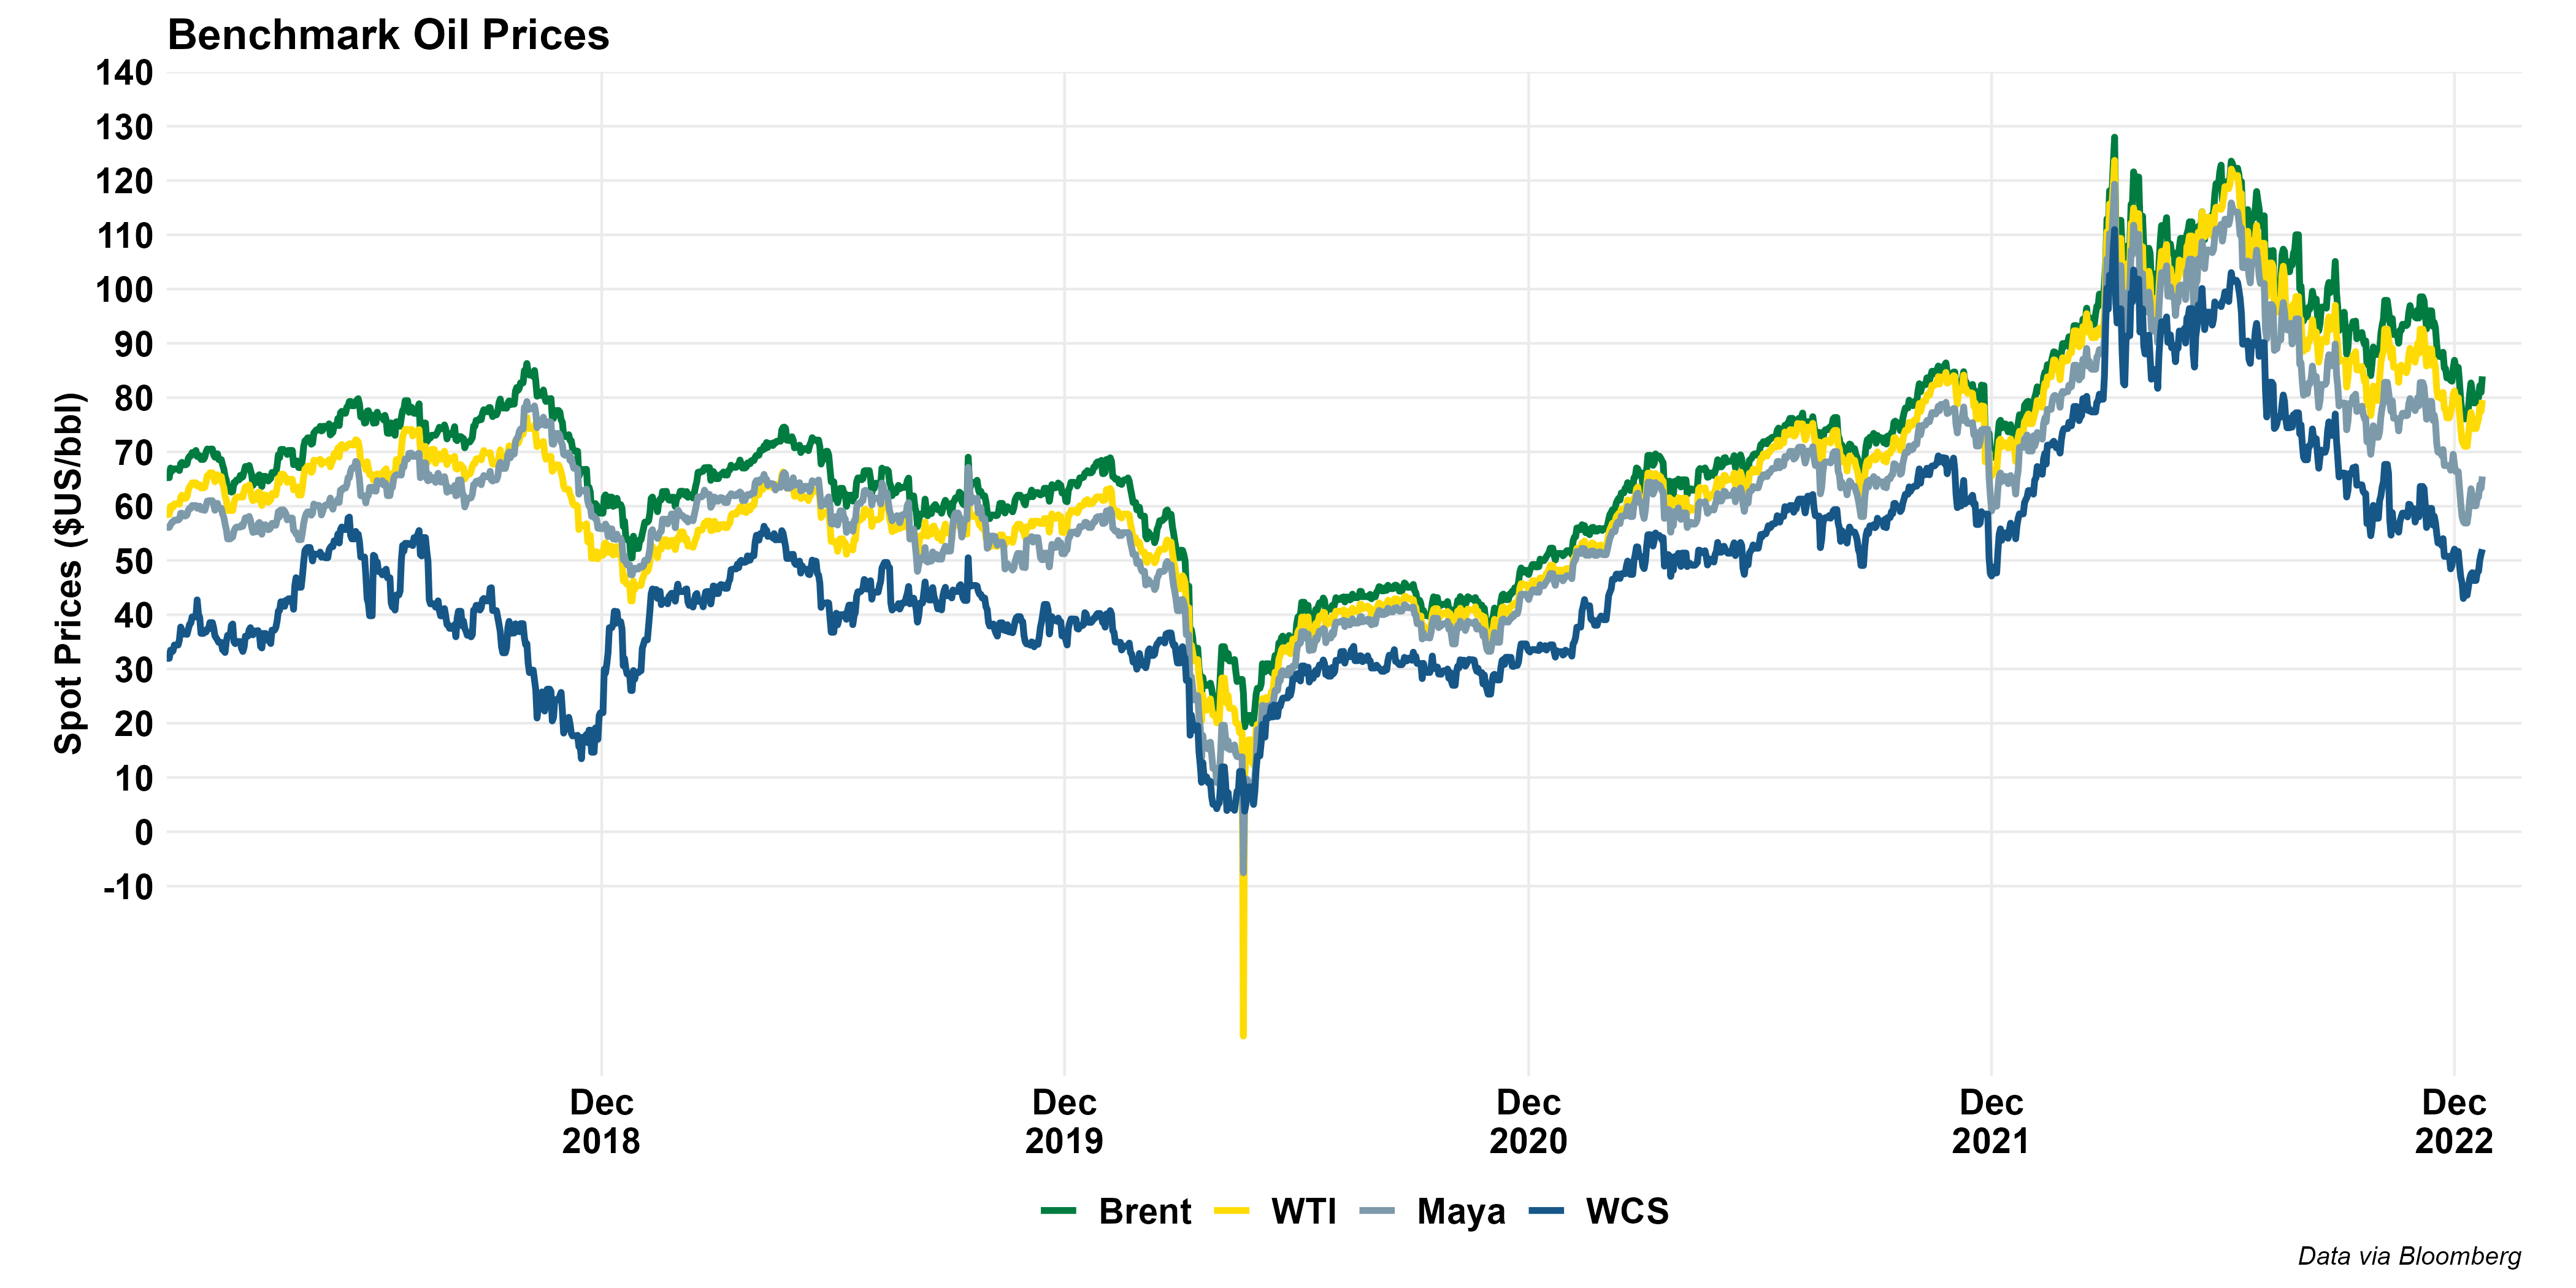 Benchmark Oil Prices
140
130
120
110
100
90
80
70
60
50
40
30
20
10
0
-10
Spot Prices ($US/bbl)
Dec Dec Dec Dec Dec
2018 2019 2020 2021 2022
Brent WTI Maya WCS
Data via Bloomberg